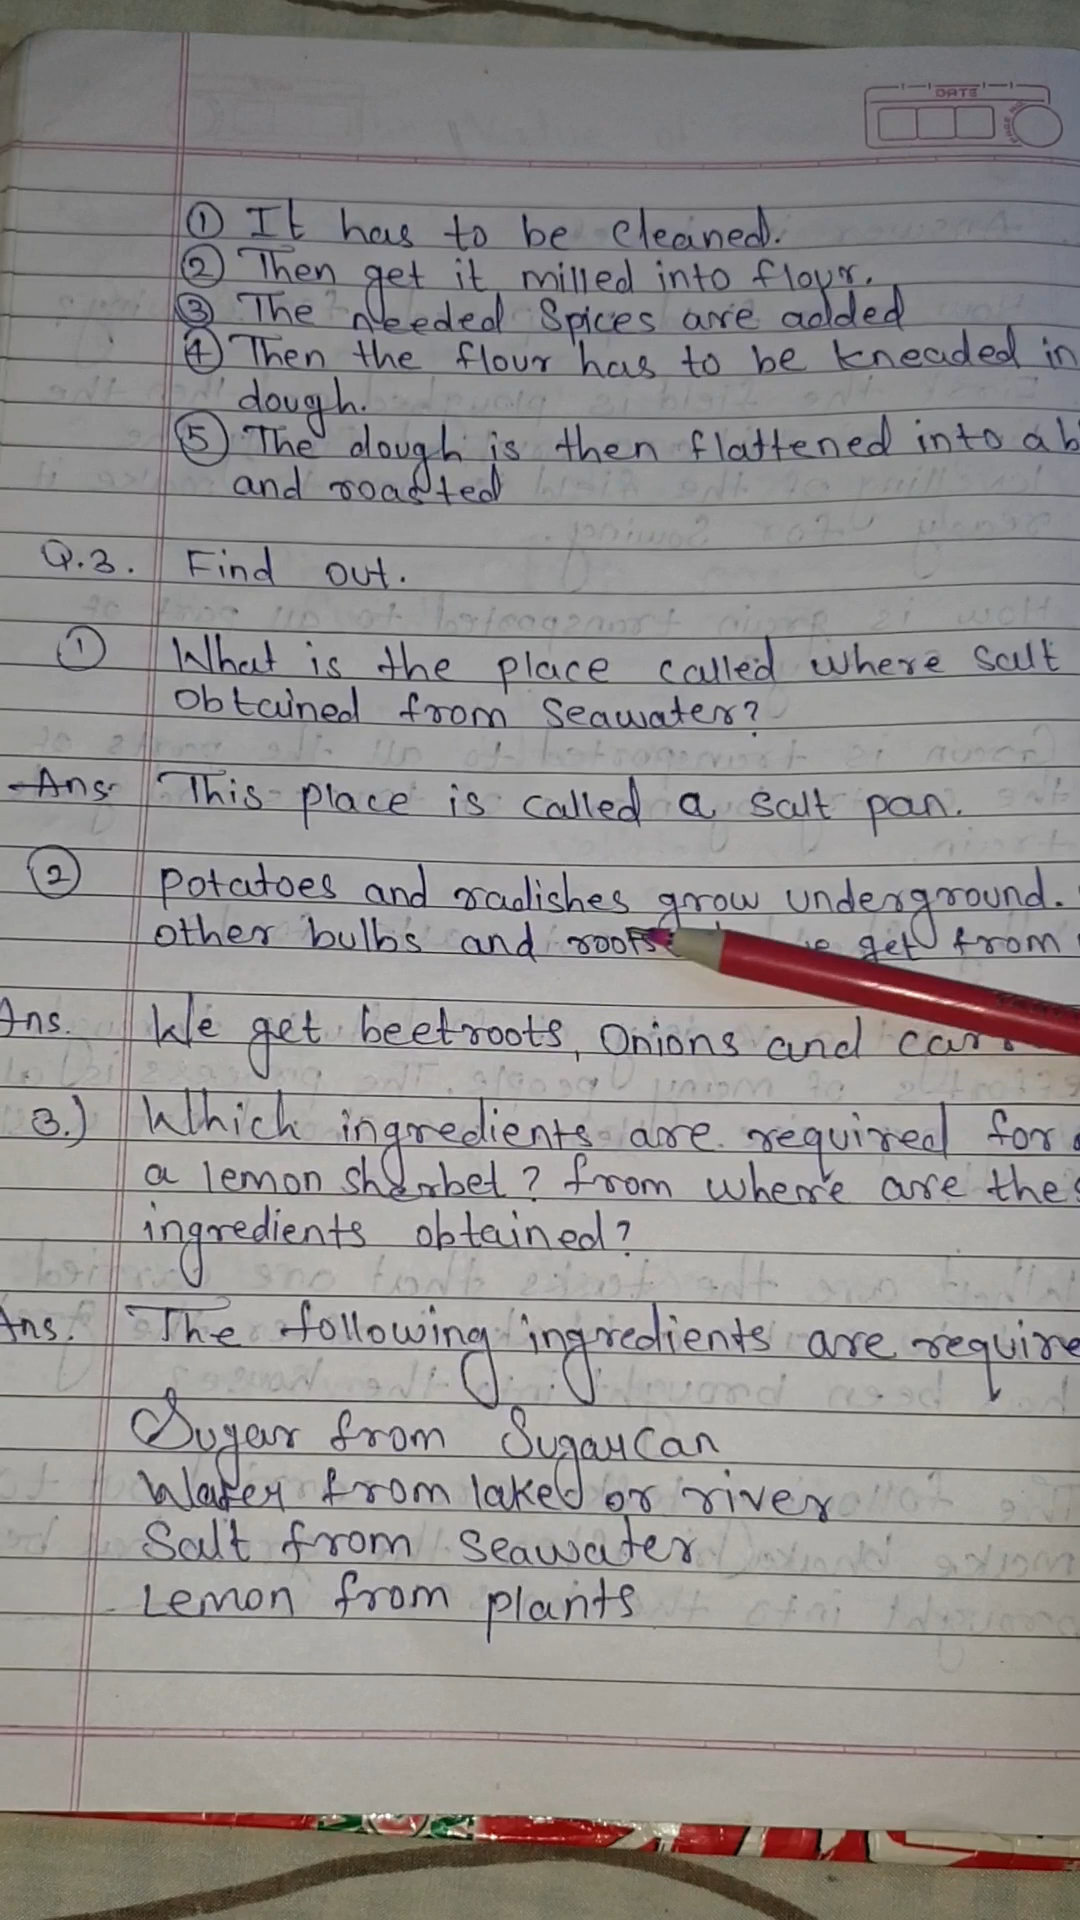 DATE
① It has to be cleaned.
② Then get it milled into flour.
③ The needed Spices are added
④ Then the flour has to be kneaded in
dough.
⑤ The dough is then flattened into a b
and roasted
Q.3. Find out.
① What is the place called where salt
obtained from seawater?
Ans. This place is called a salt pan.
② potatoes and radishes grow underground.
other bulbs and roots get from
Ans. We get beetroots, Onions and
3.) Which ingredients are required for
a lemon sherbet? from where are
ingredients obtained?
Ans. The following ingredients are
Sugar from Sugarcan
Water from laked or river
Salt from seawater
Lemon from plants